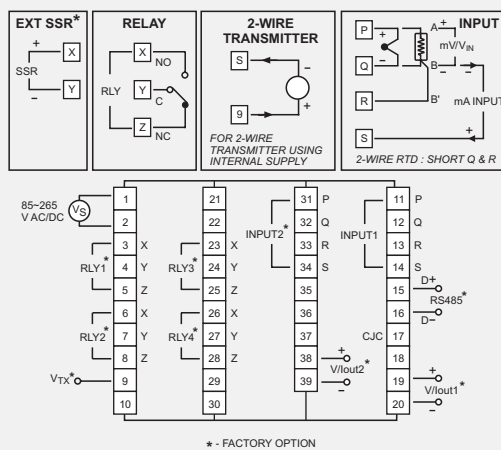 EXT SSR*
+
SSR
−
X
Y
RELAY
RLY
X
NO
Y
C
Z
NC
2-WIRE
TRANSMITTER
S
−
9
+
FOR 2-WIRE
TRANSMITTER USING
INTERNAL SUPPLY
INPUT
P
A
+
+
mV/VIN
Q
−
B
−
−
R
B'
mA INPUT
S
+
2-WIRE RTD : SHORT Q & R
85~265
V AC/DC
VS
1
2
3 X
RLY1*
4 Y
5 Z
6 X
RLY2*
7 Y
8 Z
VTX*
9
10
21
22
23 X
RLY3*
24 Y
25 Z
26 X
RLY4*
27 Y
28 Z
29
30
31 P
32 Q
INPUT2*
33 R
34 S
35
36
37
38 +
V/Iout2*
39 −
11 P
12 Q
INPUT1
13 R
14 S
15 D+
RS485*
16 D−
CJC 17
18
19 +
V/Iout1*
20 −
* - FACTORY OPTION